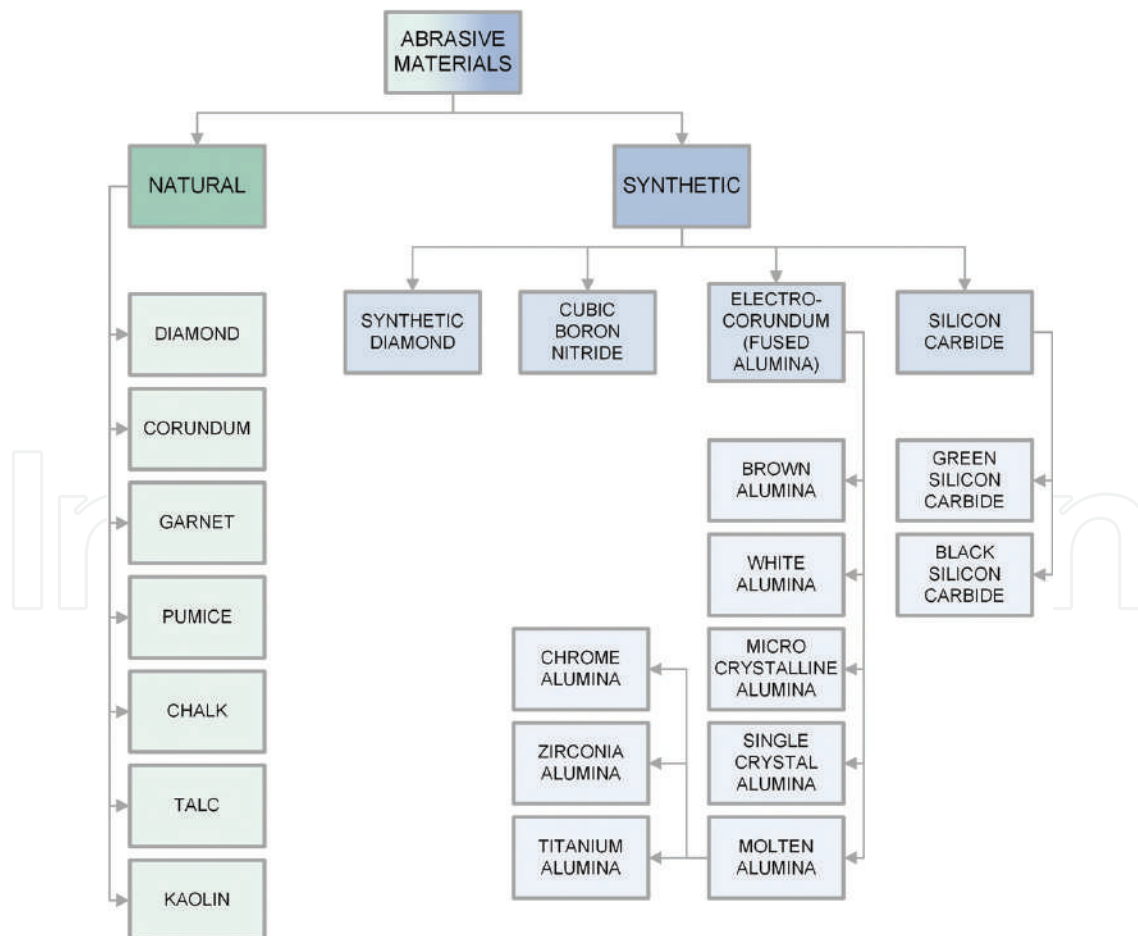 ABRASIVE
MATERIALS
NATURAL
SYNTHETIC
DIAMOND
CORUNDUM
GARNET
PUMICE
CHALK
TALC
KAOLIN
SYNTHETIC
DIAMOND
CUBIC
BORON
NITRIDE
ELECTRO-
CORUNDUM
(FUSED
ALUMINA)
SILICON
CARBIDE
BROWN
ALUMINA
WHITE
ALUMINA
MICRO
CRYSTALLINE
ALUMINA
SINGLE
CRYSTAL
ALUMINA
MOLTEN
ALUMINA
CHROME
ALUMINA
ZIRCONIA
ALUMINA
TITANIUM
ALUMINA
GREEN
SILICON
CARBIDE
BLACK
SILICON
CARBIDE